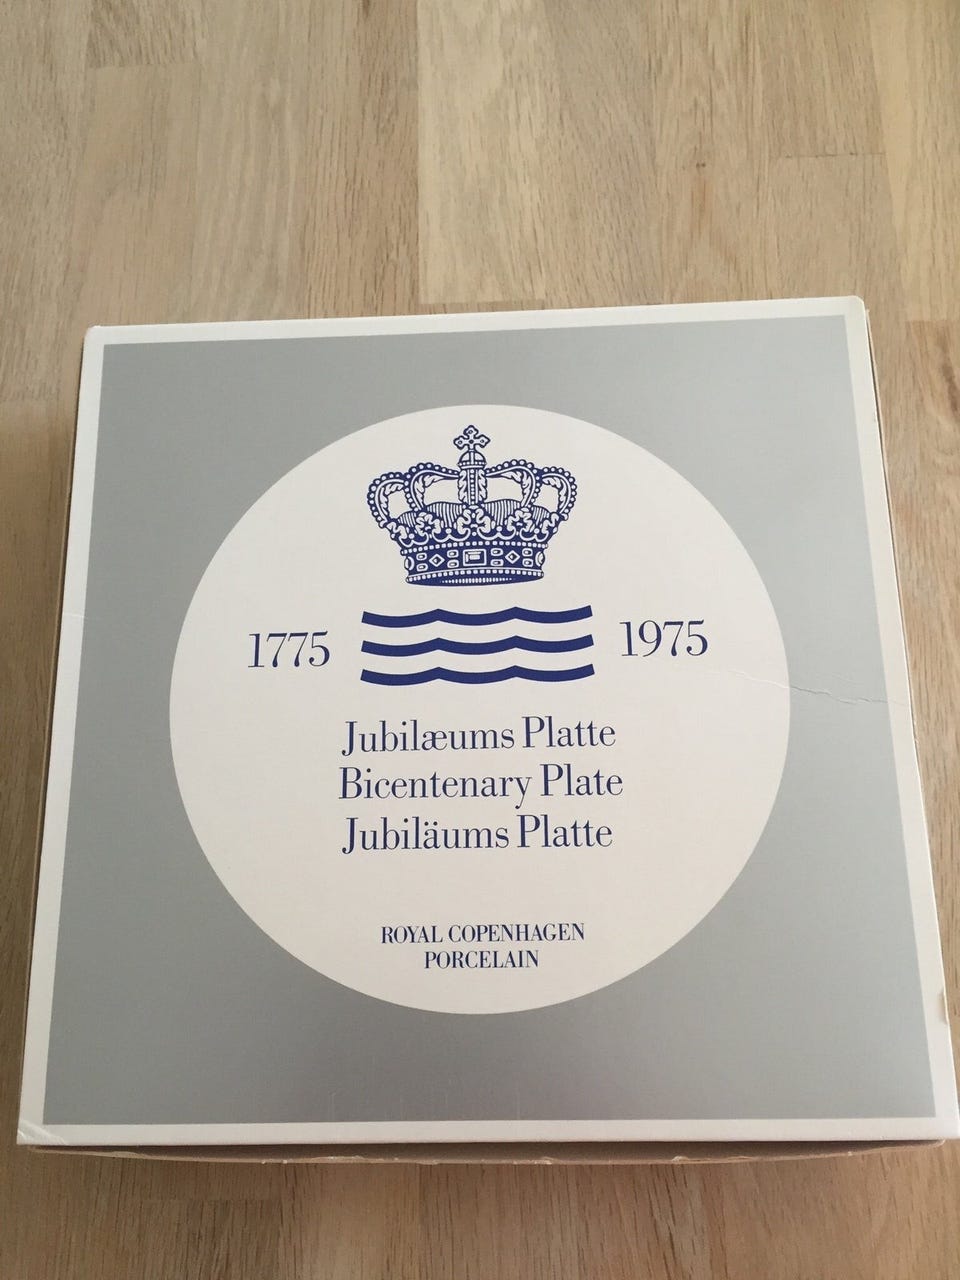 1775 1975
Jubilæums Platte
Bicentenary Plate
Jubiläums Platte
ROYAL COPENHAGEN
PORCELAIN